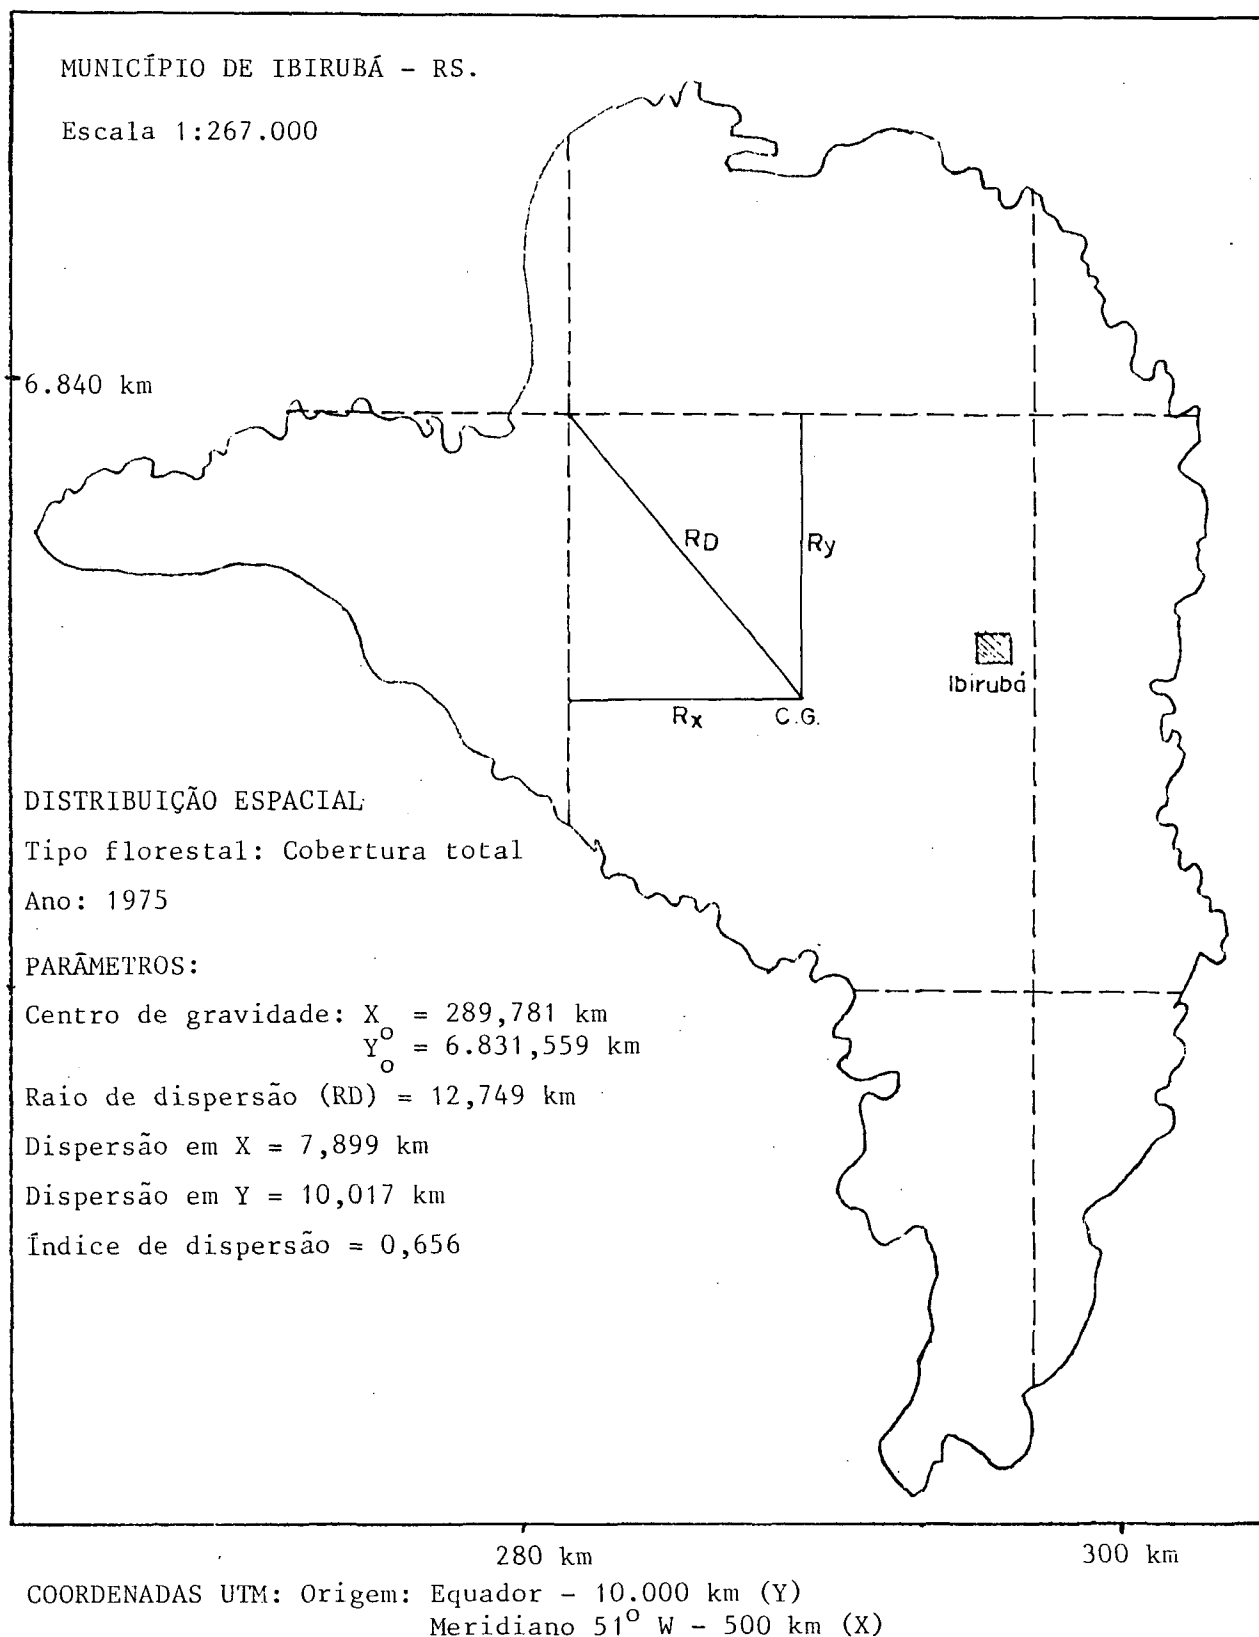 MUNICÍPIO DE IBIRUBÁ - RS.
Escala 1:267.000
6.840 km
RD
Ry
Ibirubá
Rx
C.G.
DISTRIBUIÇÃO ESPACIAL
Tipo florestal: Cobertura total
Ano: 1975
PARÂMETROS:
Centro de gravidade: Xo = 289,781 km
Yo = 6.831,559 km
Raio de dispersão (RD) = 12,749 km
Dispersão em X = 7,899 km
Dispersão em Y = 10,017 km
Índice de dispersão = 0,656
280 km
300 km
COORDENADAS UTM: Origem: Equador - 10.000 km (Y)
Meridiano 51º W - 500 km (X)